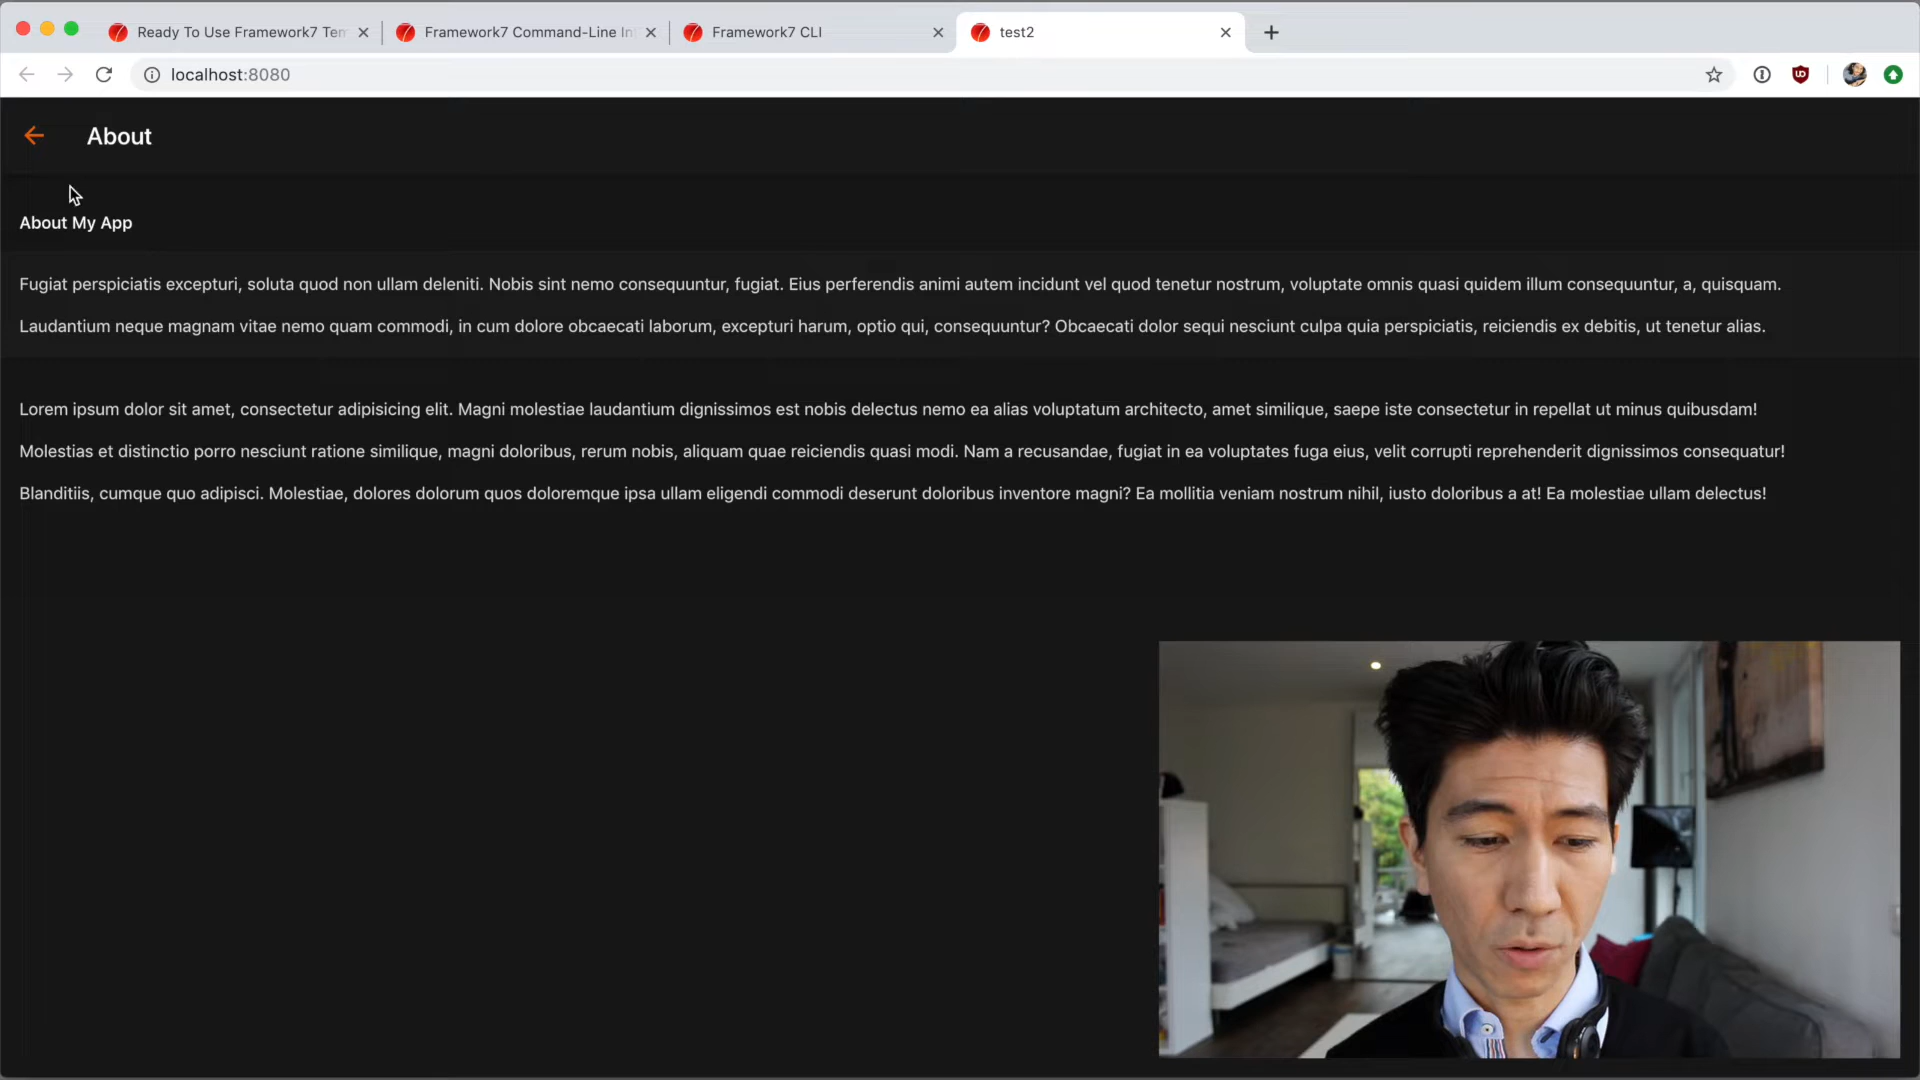 Ready To Use Framework7 Tem
Framework7 Command-Line In
Framework7 CLI
test2
localhost:8080
About
About My App
Fugiat perspiciatis excepturi, soluta quod non ullam deleniti. Nobis sint nemo consequuntur, fugiat. Eius perferendis animi autem incidunt vel quod tenetur nostrum, voluptate omnis quasi quidem illum consequuntur, a, quisquam.
Laudantium neque magnam vitae nemo quam commodi, in cum dolore obcaecati laborum, excepturi harum, optio qui, consequuntur? Obcaecati dolor sequi nesciunt culpa quia perspiciatis, reiciendis ex debitis, ut tenetur alias.
Lorem ipsum dolor sit amet, consectetur adipisicing elit. Magni molestiae laudantium dignissimos est nobis delectus nemo ea alias voluptatum architecto, amet similique, saepe iste consectetur in repellat ut minus quibusdam!
Molestias et distinctio porro nesciunt ratione similique, magni doloribus, rerum nobis, aliquam quae reiciendis quasi modi. Nam a recusandae, fugiat in ea voluptates fuga eius, velit corrupti reprehenderit dignissimos consequatur!
Blanditiis, cumque quo adipisci. Molestiae, dolores dolorum quos doloremque ipsa ullam eligendi commodi deserunt doloribus inventore magni? Ea mollitia veniam nostrum nihil, iusto doloribus a at! Ea molestiae ullam delectus!